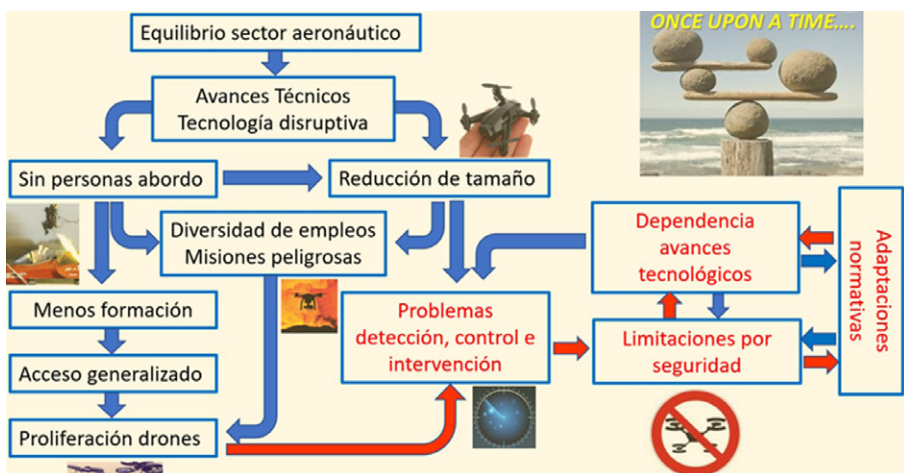 ONCE UPON A TIME....
Equilibrio sector aeronáutico
Avances Técnicos
Tecnología disruptiva
Sin personas abordo
Reducción de tamaño
Diversidad de empleos
Misiones peligrosas
Dependencia
avances
tecnológicos
Adaptaciones
normativas
Menos formación
Problemas
detección, control e
intervención
Limitaciones por
seguridad
Acceso generalizado
Proliferación drones